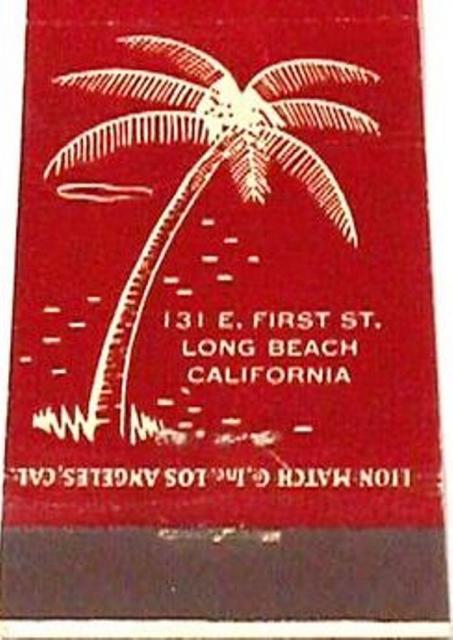 131 E. FIRST ST.
LONG BEACH
CALIFORNIA
LION MATCH Co, Inc. LOS ANGELES, CAL.